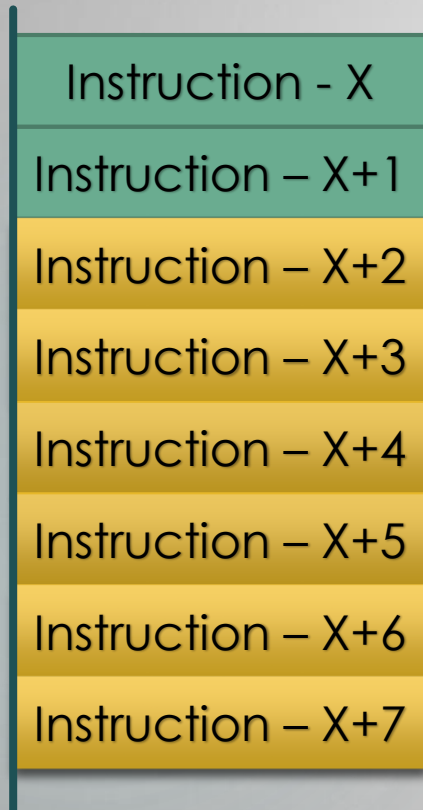 Instruction - X
Instruction – X+1
Instruction – X+2
Instruction – X+3
Instruction – X+4
Instruction – X+5
Instruction – X+6
Instruction – X+7